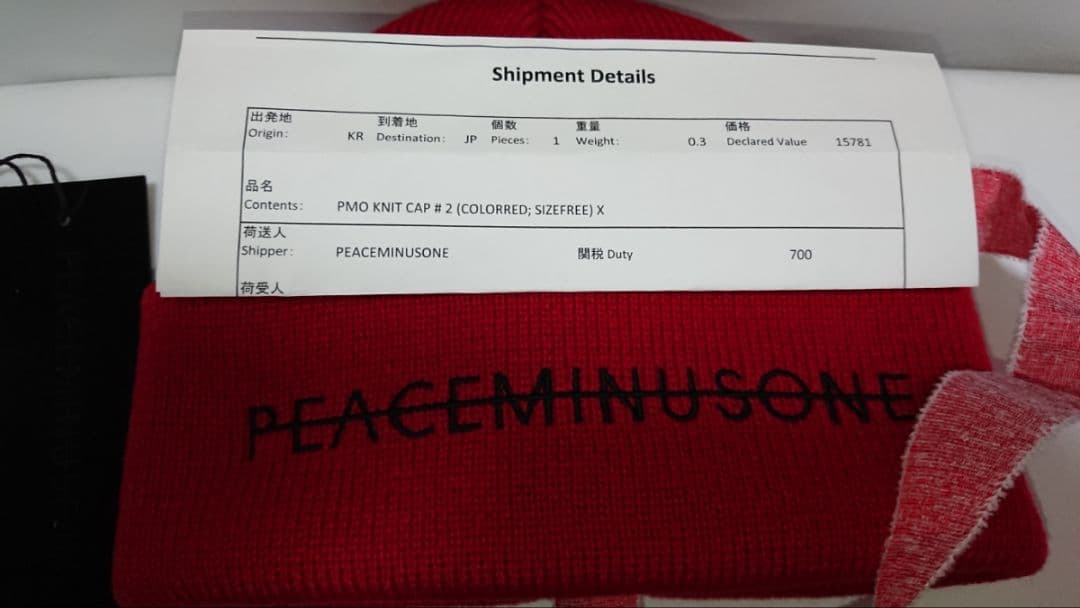 Shipment Details
出発地 到着地 個数 重量 価格
Origin: KR Destination: JP Pieces: 1 Weight: 0.3 Declared Value 15781
品名
Contents: PMO KNIT CAP # 2 (COLORRED; SIZEFREE) X
荷送人
Shipper: PEACEMINUSONE 関税 Duty 700
荷受人
PEACEMINUSONE